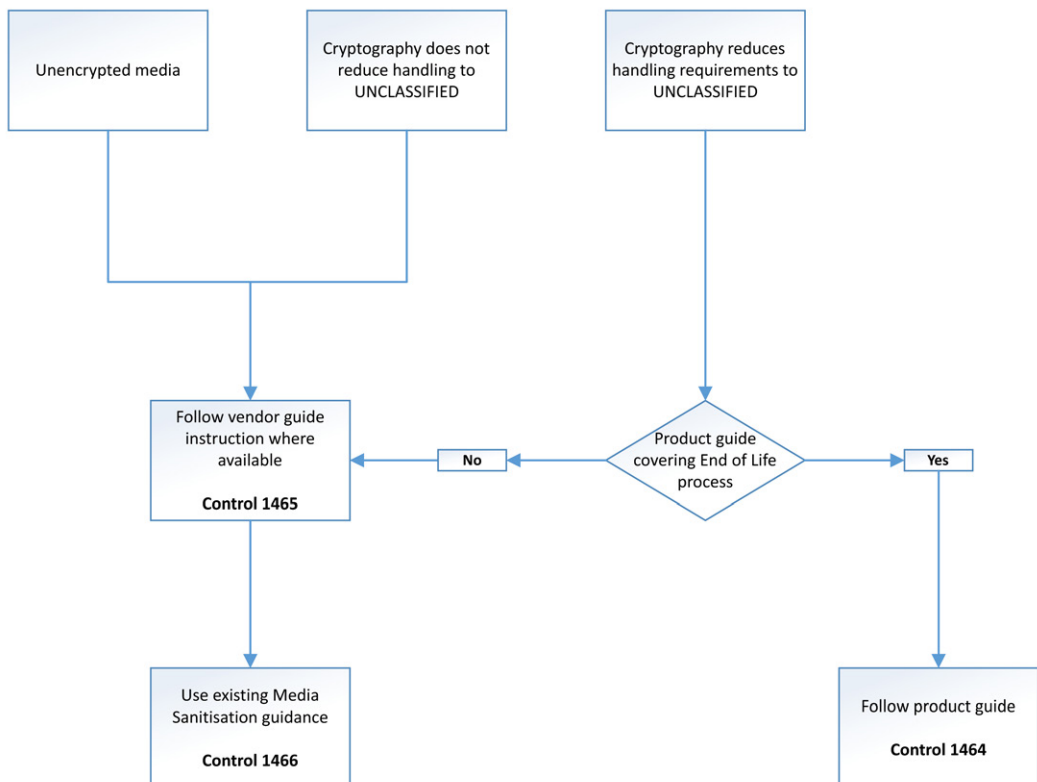 Unencrypted media
Cryptography does not
reduce handling to
UNCLASSIFIED
Cryptography reduces
handling requirements to
UNCLASSIFIED
Follow vendor guide
instruction where
available
Control 1465
No
Product guide
covering End of Life
process
Yes
Use existing Media
Sanitisation guidance
Control 1466
Follow product guide
Control 1464